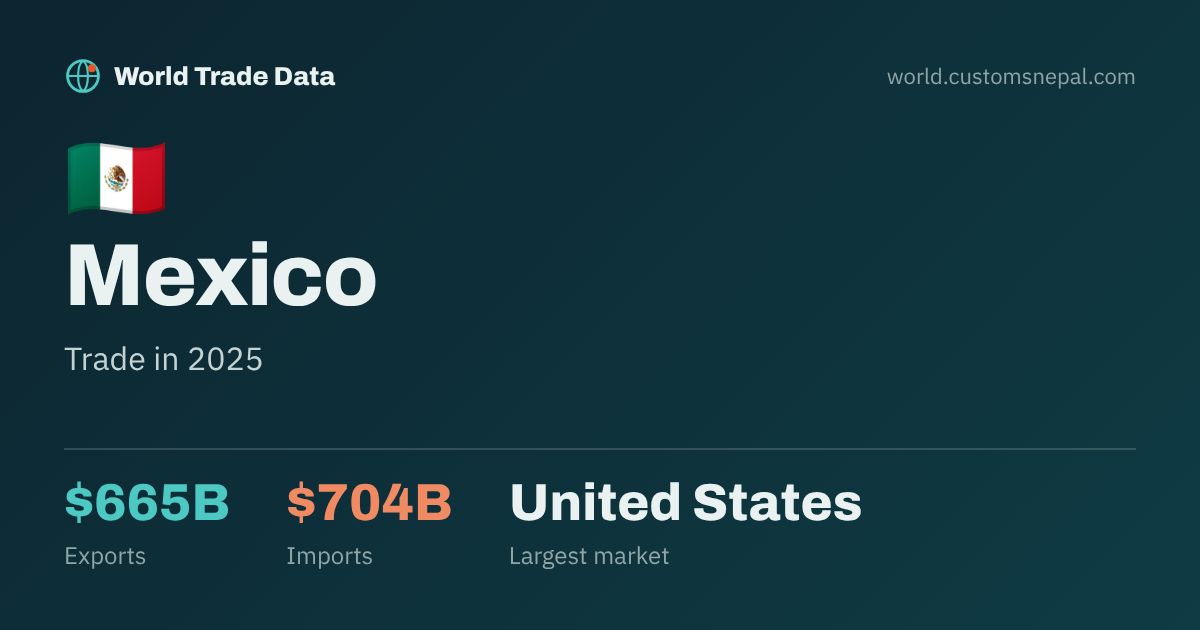 World Trade Data
world.customsnepal.com
Mexico
Trade in 2025
$665B
Exports
$704B
Imports
United States
Largest market